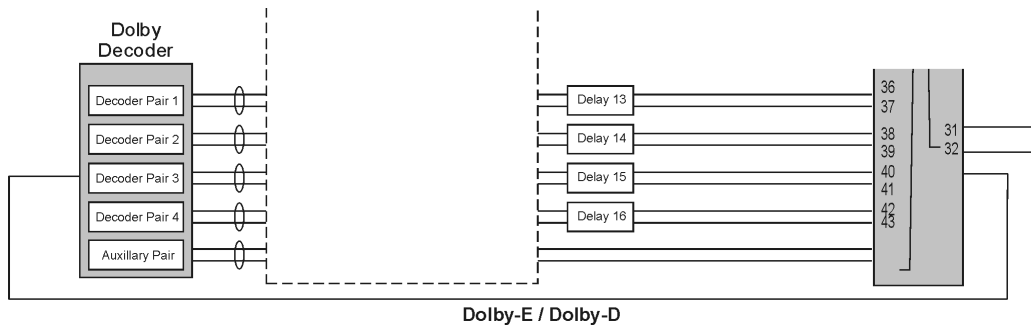 Dolby
Decoder
Decoder Pair 1
Decoder Pair 2
Decoder Pair 3
Decoder Pair 4
Auxillary Pair
Delay 13
Delay 14
Delay 15
Delay 16
36
37
38
39
40
41
42
43
31
32
Dolby-E / Dolby-D